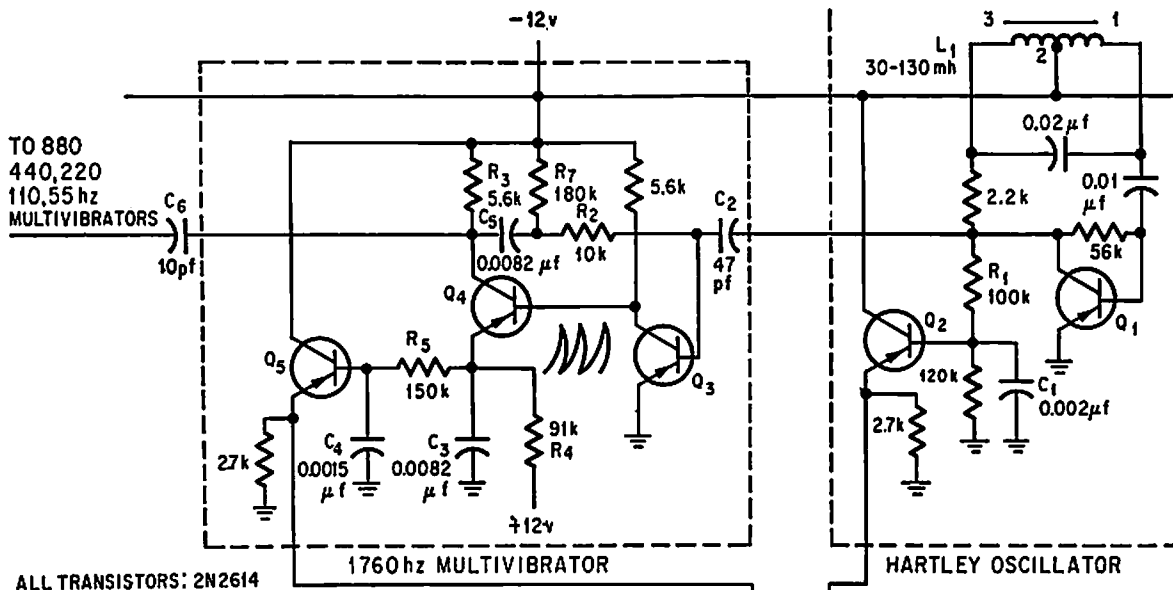 −12v
3 1
L1
2
30-130mh
TO 880
440,220
110,55hz
MULTIVIBRATORS
C6
10pf
R3
5.6k
R7
180k
5.6k
C5
0.0082 μf
R2
10k
C2
47
pf
0.02μf
2.2k
0.01
μf
56k
R1
100k
Q4
Q1
Q2
Q5
R5
150k
Q3
120k
C1
0.002μf
2.7k
27k
C4
0.0015
μf
C3
0.0082
μf
91k
R4
+12v
1760hz MULTIVIBRATOR
HARTLEY OSCILLATOR
ALL TRANSISTORS: 2N2614